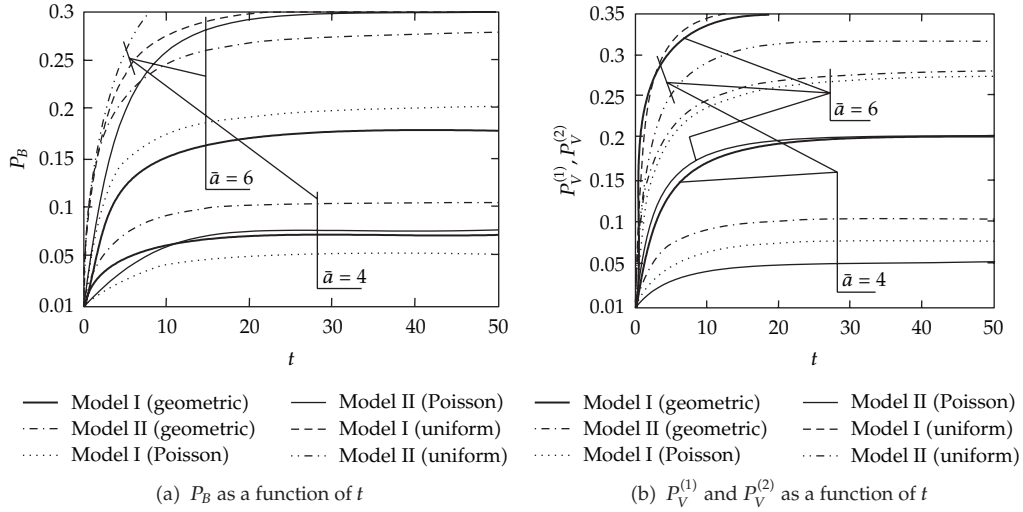 0.3
0.25
0.2
0.15
0.1
0.05
0.01
P_B
ā = 6
ā = 4
0 10 20 30 40 50
t
Model I (geometric)
Model II (geometric)
Model I (Poisson)
Model II (Poisson)
Model I (uniform)
Model II (uniform)
(a) P_B as a function of t
0.35
0.3
0.25
0.2
0.15
0.1
0.05
0.01
P_V^(1), P_V^(2)
ā = 6
ā = 4
0 10 20 30 40 50
t
Model I (geometric)
Model II (geometric)
Model I (Poisson)
Model II (Poisson)
Model I (uniform)
Model II (uniform)
(b) P_V^(1) and P_V^(2) as a function of t